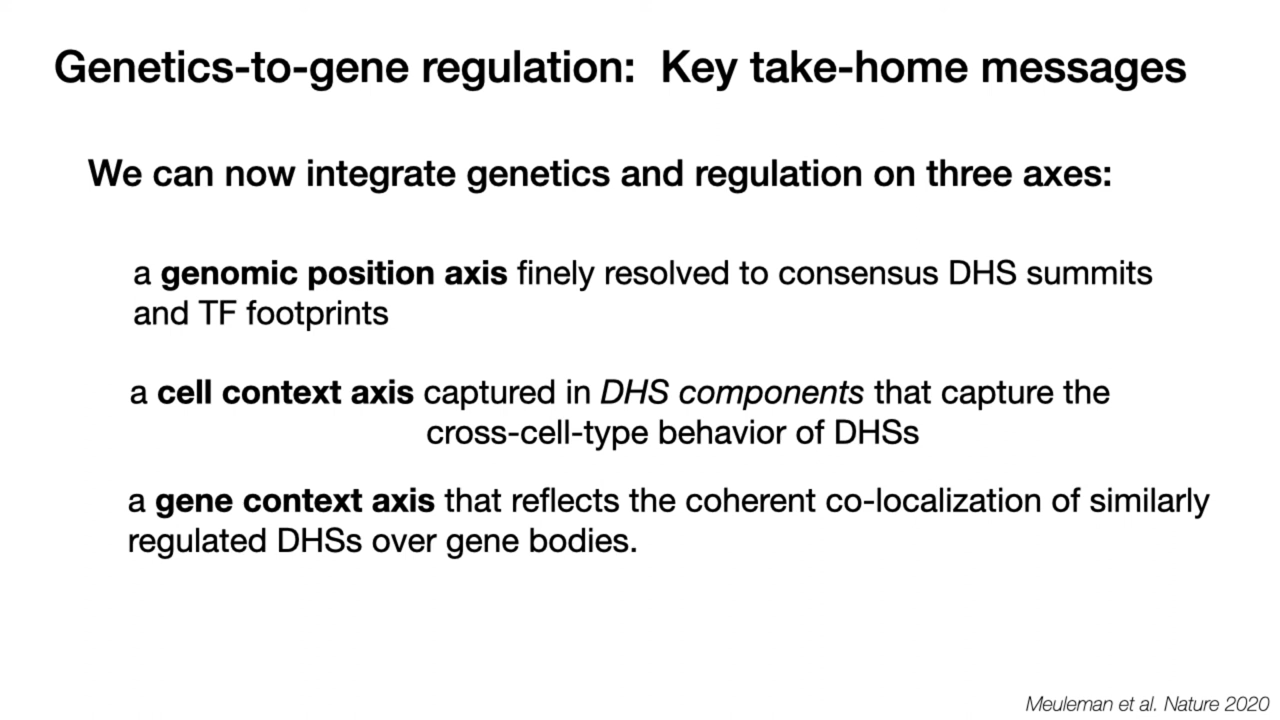 Genetics-to-gene regulation: Key take-home messages
We can now integrate genetics and regulation on three axes:
a genomic position axis finely resolved to consensus DHS summits
and TF footprints
a cell context axis captured in DHS components that capture the
cross-cell-type behavior of DHSs
a gene context axis that reflects the coherent co-localization of similarly
regulated DHSs over gene bodies.
Meuleman et al. Nature 2020